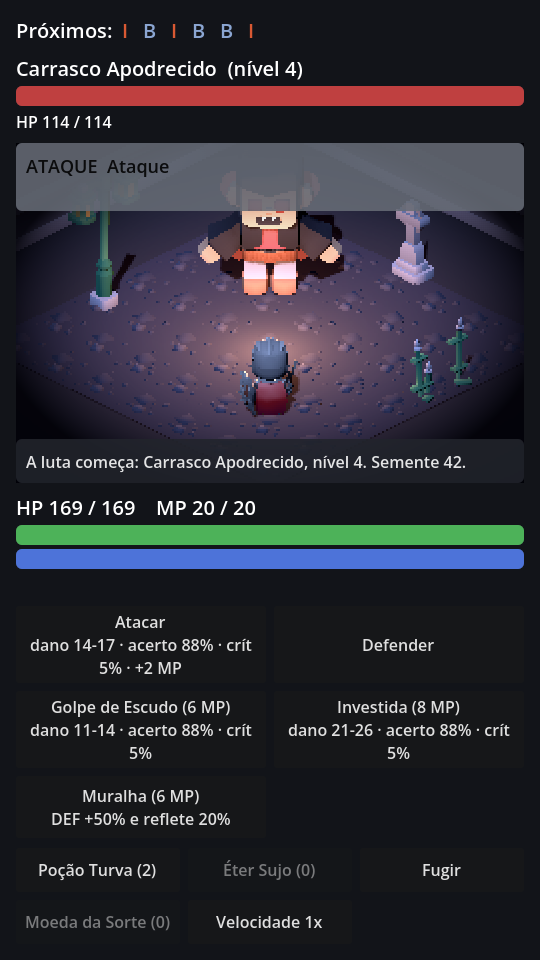 Próximos: I B I B B I
Carrasco Apodrecido (nível 4)
HP 114 / 114
ATAQUE Ataque
A luta começa: Carrasco Apodrecido, nível 4. Semente 42.
HP 169 / 169 MP 20 / 20
Atacar
dano 14-17 · acerto 88% · crít
5% · +2 MP
Defender
Golpe de Escudo (6 MP)
dano 11-14 · acerto 88% · crít
5%
Investida (8 MP)
dano 21-26 · acerto 88% · crít
5%
Muralha (6 MP)
DEF +50% e reflete 20%
Poção Turva (2)
Éter Sujo (0)
Fugir
Moeda da Sorte (0)
Velocidade 1x